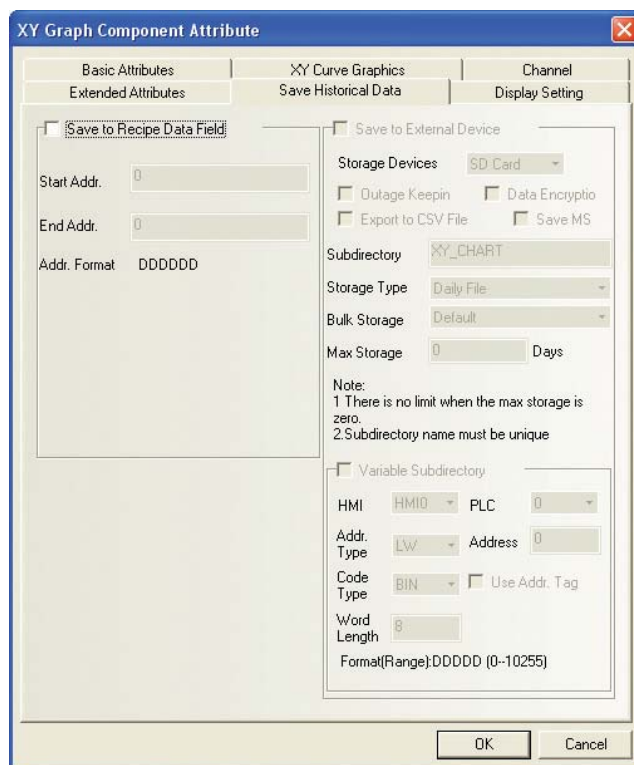 XY Graph Component Attribute
Basic Attributes
XY Curve Graphics
Channel
Extended Attributes
Save Historical Data
Display Setting
Save to Recipe Data Field
Start Addr. 0
End Addr. 0
Addr. Format DDDDDD
Save to External Device
Storage Devices SD Card
Outage Keepin Data Encryptio
Export to CSV File Save MS
Subdirectory XY_CHART
Storage Type Daily File
Bulk Storage Default
Max Storage 0 Days
Note:
1 There is no limit when the max storage is
zero.
2.Subdirectory name must be unique
Variable Subdirectory
HMI HMI0 PLC 0
Addr.
Type LW Address 0
Code
Type BIN Use Addr. Tag
Word
Length 8
Format(Range):DDDDD (0--10255)
OK Cancel